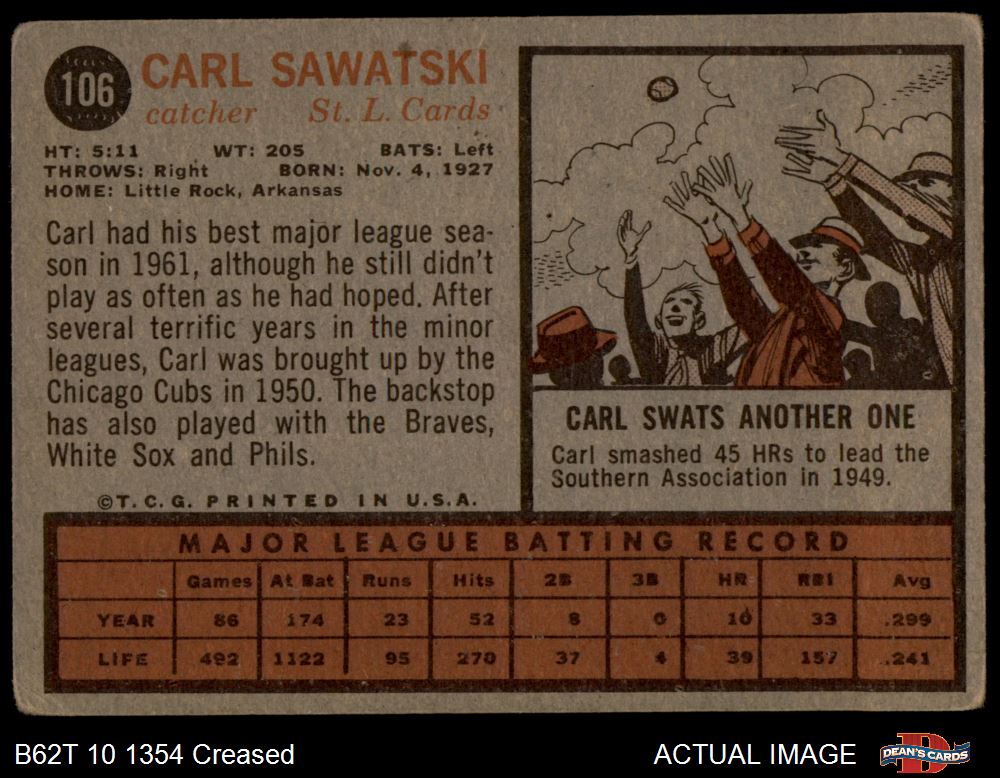 106
CARL SAWATSKI
catcher St. L. Cards
HT: 5:11 WT: 205 BATS: Left
THROWS: Right BORN: Nov. 4, 1927
HOME: Little Rock, Arkansas
Carl had his best major league sea-
son in 1961, although he still didn't
play as often as he had hoped. After
several terrific years in the minor
leagues, Carl was brought up by the
Chicago Cubs in 1950. The backstop
has also played with the Braves,
White Sox and Phils.
©T.C.G. PRINTED IN U.S.A.
CARL SWATS ANOTHER ONE
Carl smashed 45 HRs to lead the
Southern Association in 1949.
MAJOR LEAGUE BATTING RECORD
Games At Bat Runs Hits 2B 3B HR RBI Avg
YEAR 86 174 23 52 8 0 10 33 .299
LIFE 492 1122 95 270 37 4 39 157 .241
B62T 10 1354 Creased
ACTUAL IMAGE
D
DEAN'S CARDS